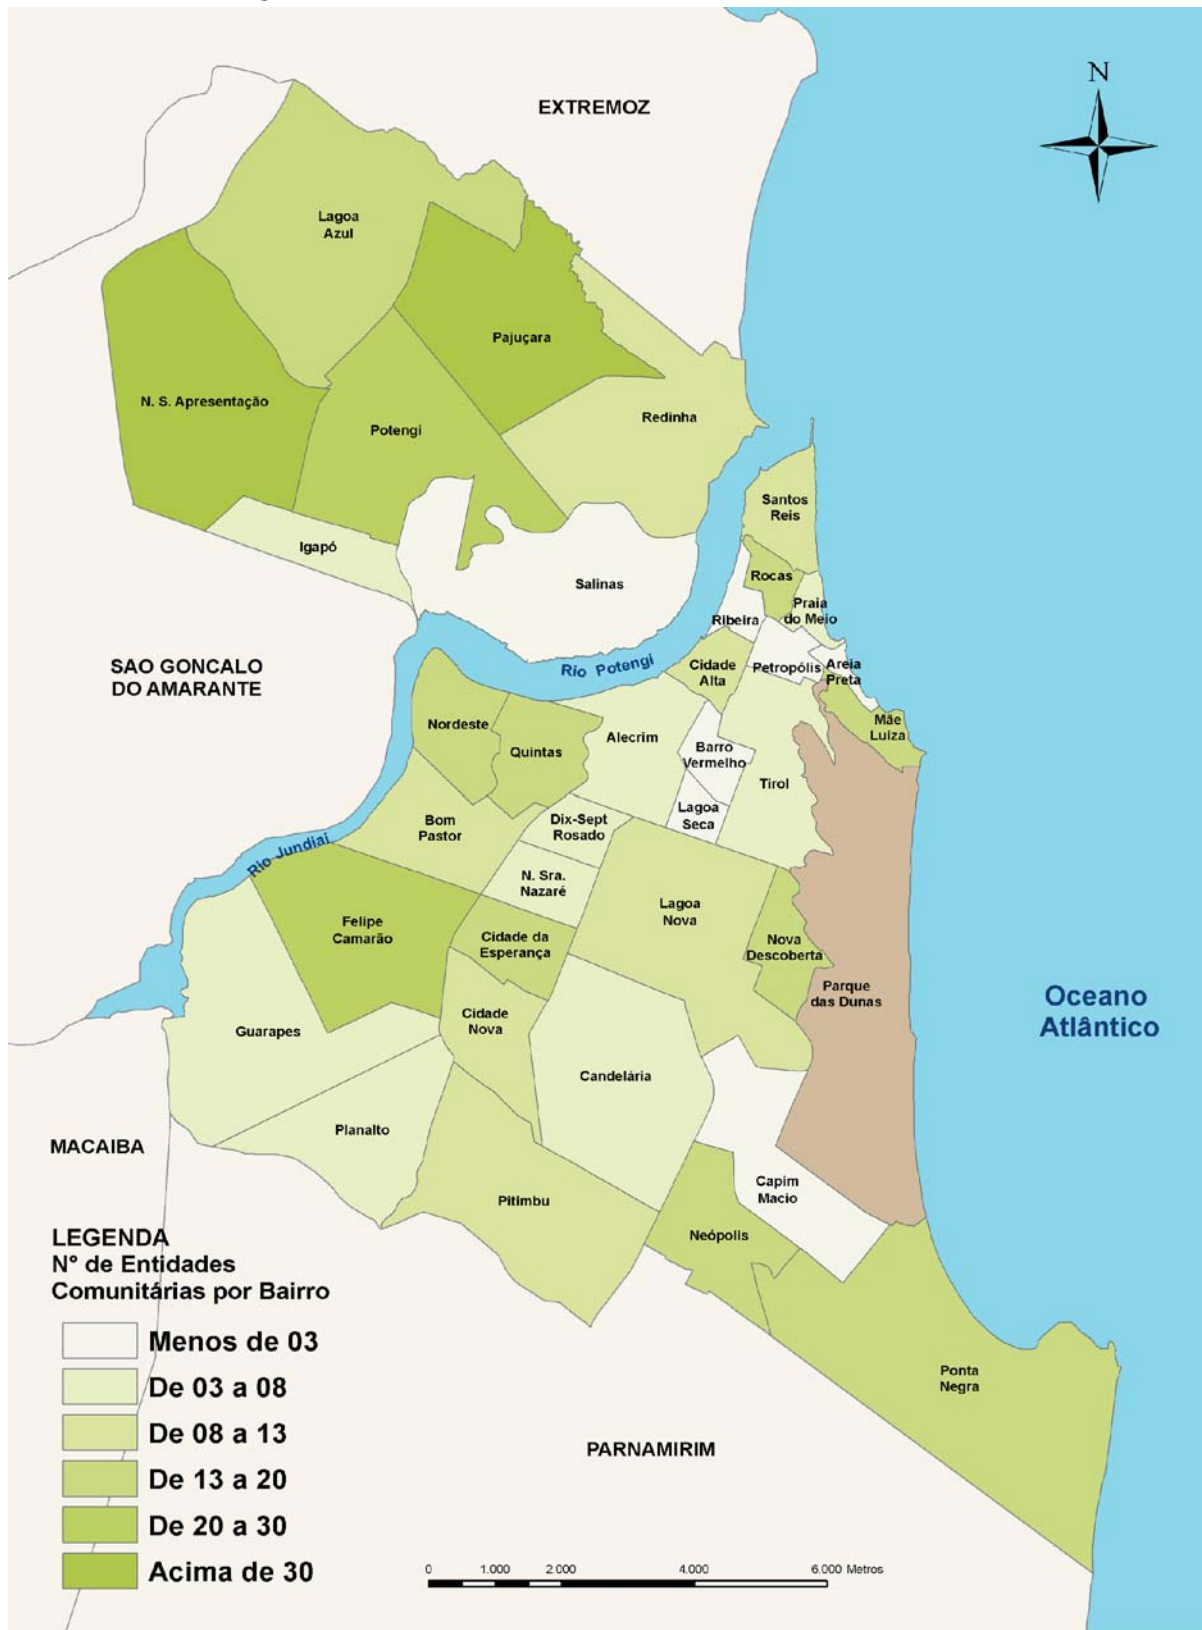 N
EXTREMOZ
Lagoa
Azul
Pajuçara
N. S. Apresentação
Potengi
Redinha
Santos
Reis
Igapó
Rocas
Salinas
Praia
do Meio
Ribeira
SAO GONCALO
DO AMARANTE
Rio Potengi
Cidade
Alta
Petropólis
Areia
Preta
Nordeste
Quintas
Alecrim
Barro
Vermelho
Mãe
Luiza
Tirol
Lagoa
Seca
Bom
Pastor
Dix-Sept
Rosado
Rio Jundiai
N. Sra.
Nazaré
Felipe
Camarão
Cidade da
Esperança
Lagoa
Nova
Nova
Descoberta
Parque
das Dunas
Oceano
Atlântico
Guarapes
Cidade
Nova
Candelária
Planalto
MACAIBA
Pitimbu
Capim
Macio
Neópolis
LEGENDA
N° de Entidades
Comunitárias por Bairro
Menos de 03
De 03 a 08
De 08 a 13
De 13 a 20
De 20 a 30
Acima de 30
Ponta
Negra
PARNAMIRIM
0 1.000 2.000 4.000 6.000 Metros